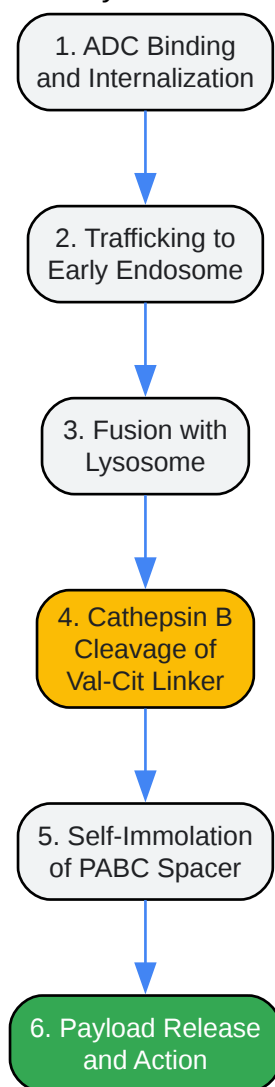 1. ADC Binding
and Internalization
2. Trafficking to
Early Endosome
3. Fusion with
Lysosome
4. Cathepsin B
Cleavage of
Val-Cit Linker
5. Self-Immolation
of PABC Spacer
6. Payload Release
and Action